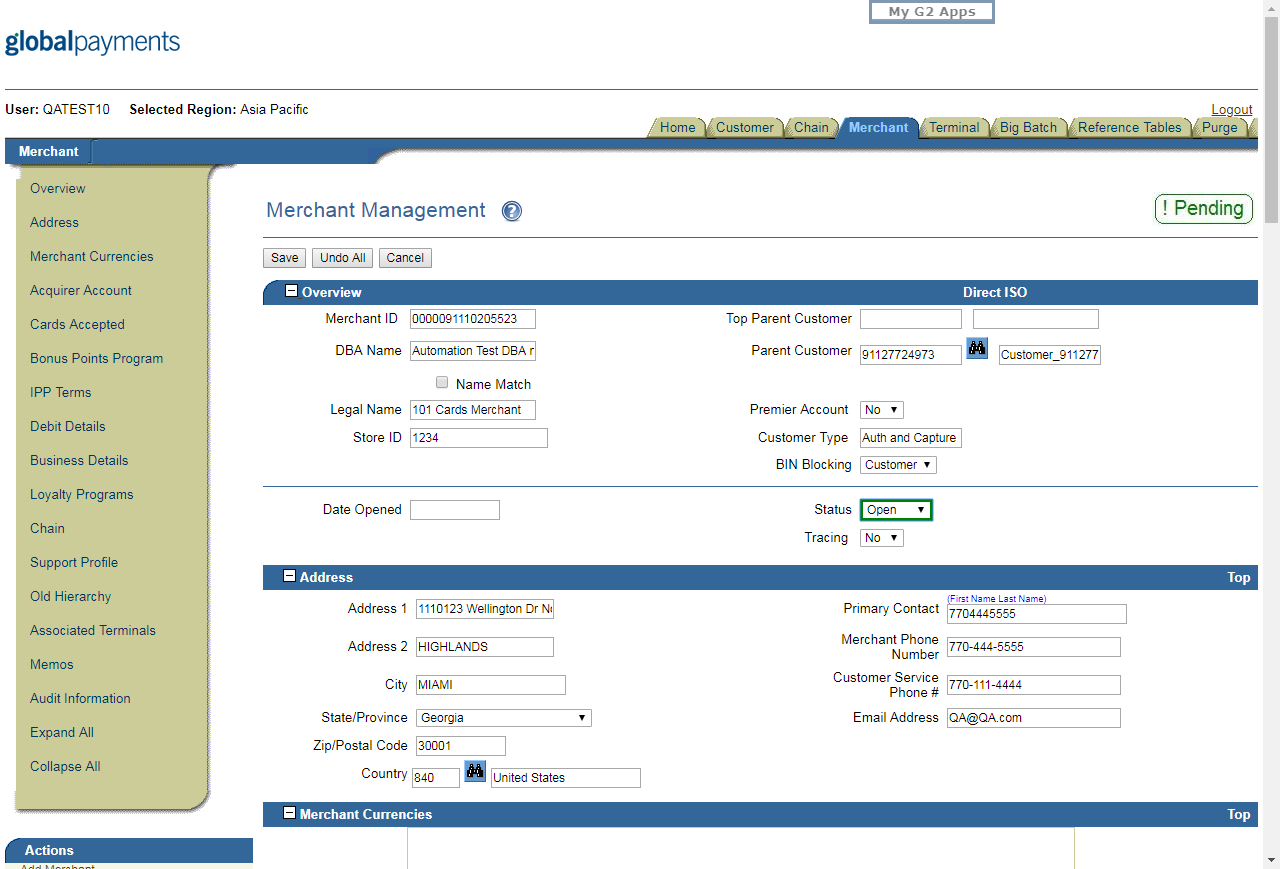 My G2 Apps
globalpayments
User: QATEST10 Selected Region: Asia Pacific
Logout
Home Customer Chain Merchant Terminal Big Batch Reference Tables Purge
Merchant
Overview
Address
Merchant Currencies
Acquirer Account
Cards Accepted
Bonus Points Program
IPP Terms
Debit Details
Business Details
Loyalty Programs
Chain
Support Profile
Old Hierarchy
Associated Terminals
Memos
Audit Information
Expand All
Collapse All
Actions
Add Merchant
Merchant Management ?
! Pending
Save Undo All Cancel
Overview Direct ISO
Merchant ID 0000091110205523 Top Parent Customer
DBA Name Automation Test DBA Parent Customer 91127724973 Customer_911277
Name Match
Legal Name 101 Cards Merchant Premier Account No
Store ID 1234 Customer Type Auth and Capture
BIN Blocking Customer
Date Opened Status Open
Tracing No
Address Top
Address 1 1110123 Wellington Dr Primary Contact (First Name Last Name) 7704445555
Address 2 HIGHLANDS Merchant Phone Number 770-444-5555
City MIAMI Customer Service Phone # 770-111-4444
State/Province Georgia Email Address QA@QA.com
Zip/Postal Code 30001
Country 840 United States
Merchant Currencies Top